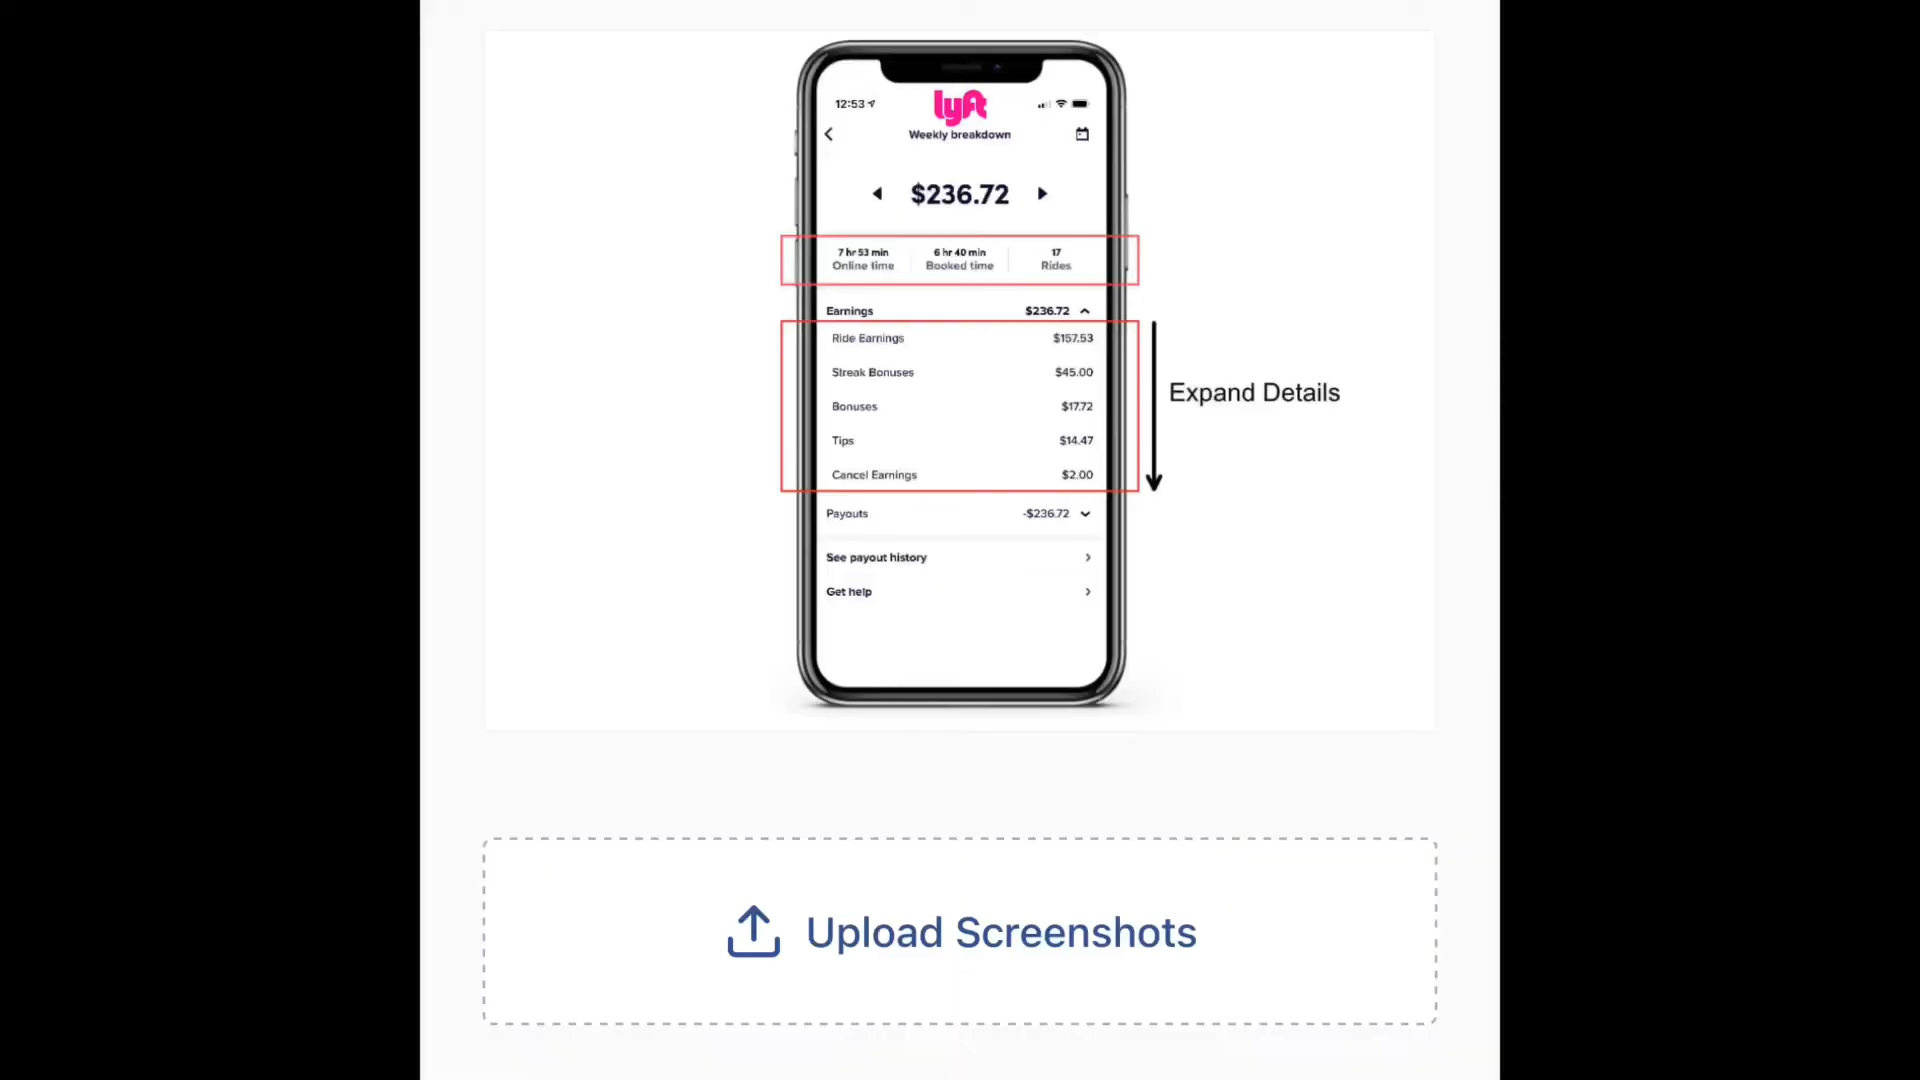 12:53
lyft
Weekly breakdown
$236.72
7 hr 53 min 6 hr 40 min 17
Online time Booked time Rides
Earnings $236.72
Ride Earnings $157.53
Streak Bonuses $45.00
Bonuses $17.72
Tips $14.47
Cancel Earnings $2.00
Expand Details
Payouts -$236.72
See payout history
Get help
Upload Screenshots